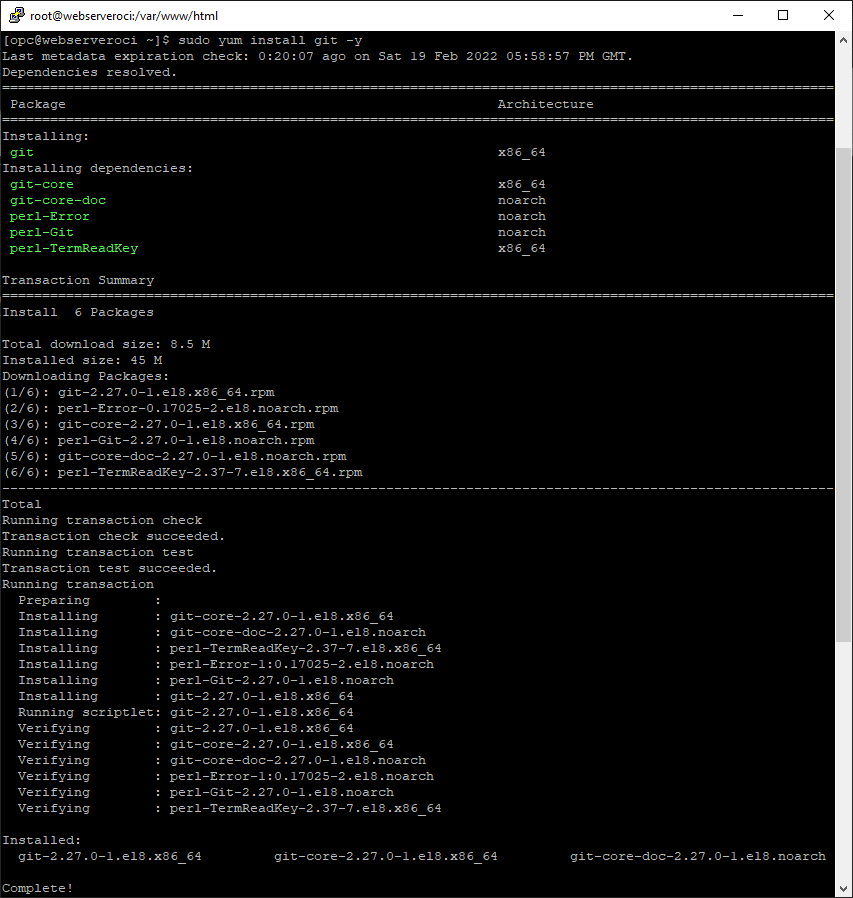 root@webserveroci:/var/www/html
[opc@webserveroci ~]$ sudo yum install git -y
Last metadata expiration check: 0:20:07 ago on Sat 19 Feb 2022 05:58:57 PM GMT.
Dependencies resolved.
========================================================================================================
 Package                                                      Architecture
========================================================================================================
Installing:
 git                                                          x86_64
Installing dependencies:
 git-core                                                     x86_64
 git-core-doc                                                 noarch
 perl-Error                                                   noarch
 perl-Git                                                     noarch
 perl-TermReadKey                                             x86_64
Transaction Summary
========================================================================================================
Install  6 Packages
Total download size: 8.5 M
Installed size: 45 M
Downloading Packages:
(1/6): git-2.27.0-1.el8.x86_64.rpm
(2/6): perl-Error-0.17025-2.el8.noarch.rpm
(3/6): git-core-2.27.0-1.el8.x86_64.rpm
(4/6): perl-Git-2.27.0-1.el8.noarch.rpm
(5/6): git-core-doc-2.27.0-1.el8.noarch.rpm
(6/6): perl-TermReadKey-2.37-7.el8.x86_64.rpm
--------------------------------------------------------------------------------------------------------
Total
Running transaction check
Transaction check succeeded.
Running transaction test
Transaction test succeeded.
Running transaction
  Preparing        :
  Installing       : git-core-2.27.0-1.el8.x86_64
  Installing       : git-core-doc-2.27.0-1.el8.noarch
  Installing       : perl-TermReadKey-2.37-7.el8.x86_64
  Installing       : perl-Error-1:0.17025-2.el8.noarch
  Installing       : perl-Git-2.27.0-1.el8.noarch
  Installing       : git-2.27.0-1.el8.x86_64
  Running scriptlet: git-2.27.0-1.el8.x86_64
  Verifying        : git-2.27.0-1.el8.x86_64
  Verifying        : git-core-2.27.0-1.el8.x86_64
  Verifying        : git-core-doc-2.27.0-1.el8.noarch
  Verifying        : perl-Error-1:0.17025-2.el8.noarch
  Verifying        : perl-Git-2.27.0-1.el8.noarch
  Verifying        : perl-TermReadKey-2.37-7.el8.x86_64
Installed:
  git-2.27.0-1.el8.x86_64         git-core-2.27.0-1.el8.x86_64         git-core-doc-2.27.0-1.el8.noarch
Complete!